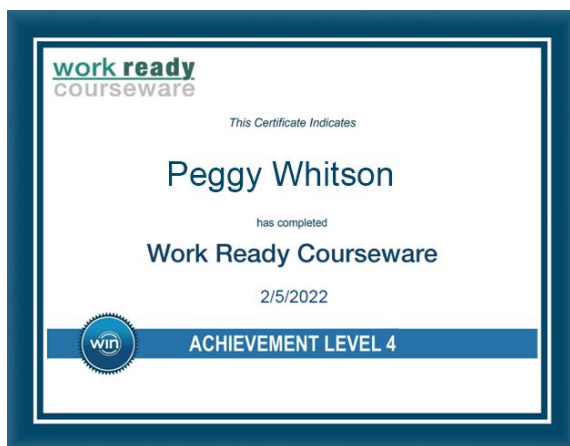 work ready
courseware
This Certificate Indicates
Peggy Whitson
has completed
Work Ready Courseware
2/5/2022
win
ACHIEVEMENT LEVEL 4